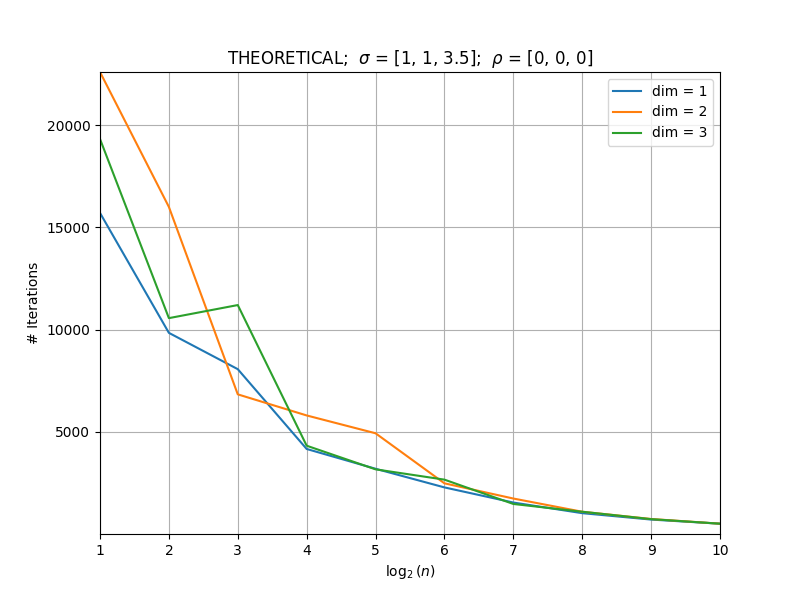 THEORETICAL; σ = [1, 1, 3.5]; ρ = [0, 0, 0]
dim = 1
dim = 2
dim = 3
# Iterations
20000
15000
10000
5000
1 2 3 4 5 6 7 8 9 10
log₂(n)